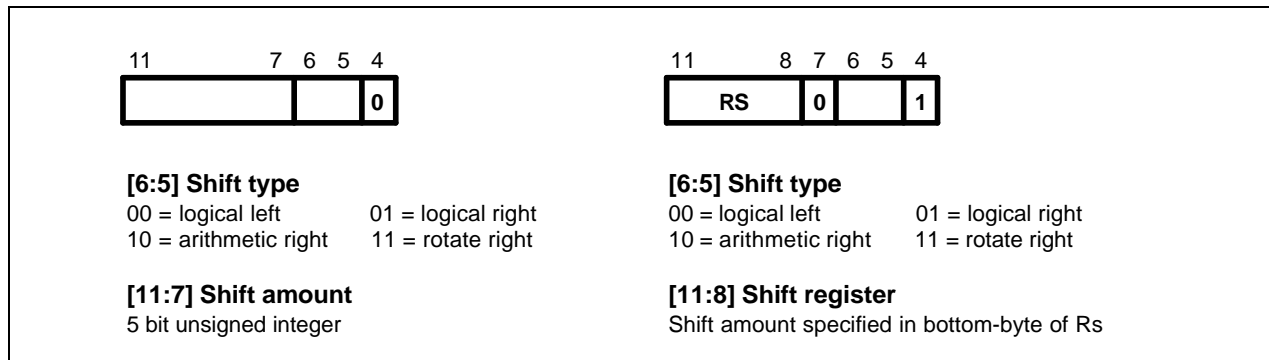 11 7 6 5 4
0
[6:5] Shift type
00 = logical left 01 = logical right
10 = arithmetic right 11 = rotate right
[11:7] Shift amount
5 bit unsigned integer
11 8 7 6 5 4
RS 0 1
[6:5] Shift type
00 = logical left 01 = logical right
10 = arithmetic right 11 = rotate right
[11:8] Shift register
Shift amount specified in bottom-byte of Rs